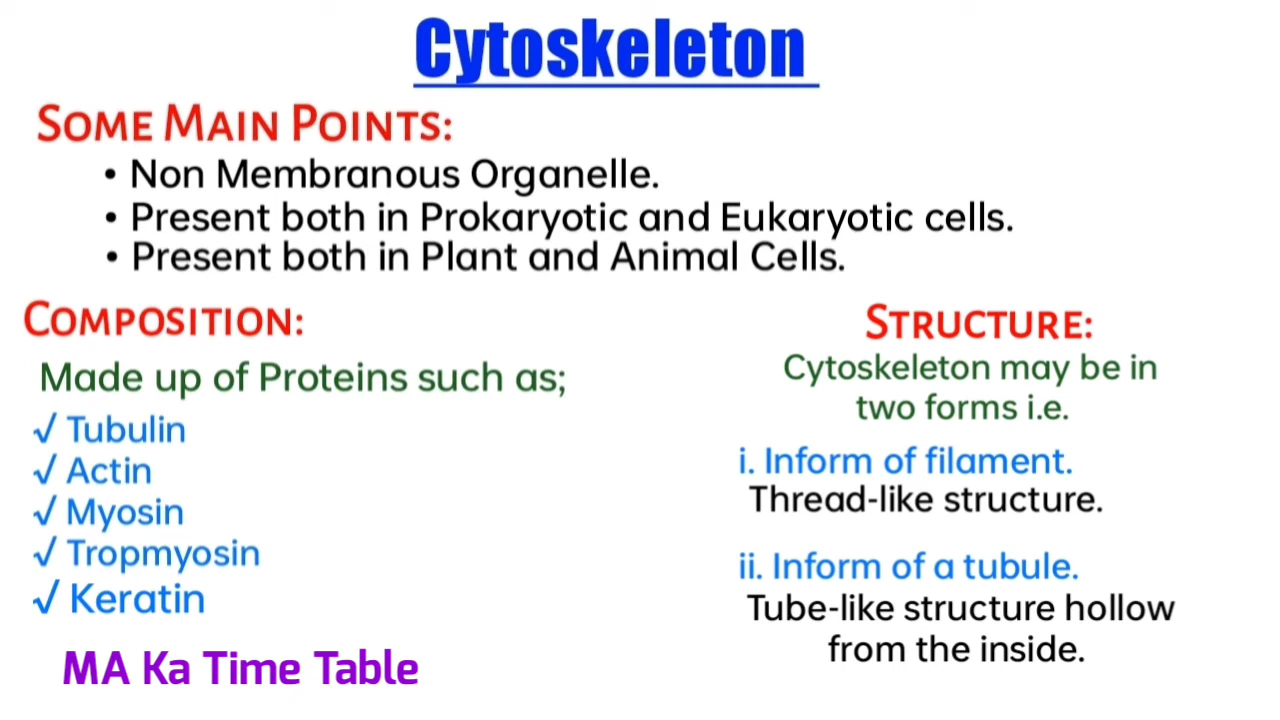 Cytoskeleton
SOME MAIN POINTS:
• Non Membranous Organelle.
• Present both in Prokaryotic and Eukaryotic cells.
• Present both in Plant and Animal Cells.
COMPOSITION:
Made up of Proteins such as;
√ Tubulin
√ Actin
√ Myosin
√ Tropmyosin
√ Keratin
MA Ka Time Table
STRUCTURE:
Cytoskeleton may be in
two forms i.e.
i. Inform of filament.
Thread-like structure.
ii. Inform of a tubule.
Tube-like structure hollow
from the inside.